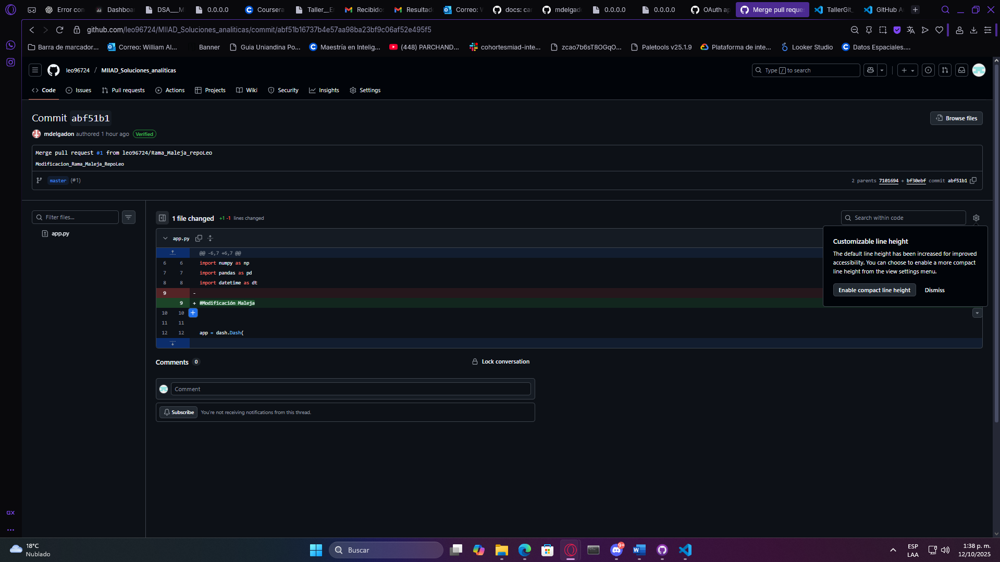 Error con
Dashboa
DSA___M
0.0.0.0
Coursera
Taller__E
Recibidos
Resultad
Correo: W
docs: ca
mdelgad
0.0.0.0
0.0.0.0
OAuth ap
Merge pull reque
TallerGit_
GitHub A
github.com/leo96724/MIIAD_Soluciones_analiticas/commit/abf51b16737b4e57aa98ba23bf9c06af52e495f5
Barra de marcador...
Correo: William Al...
Banner
Guia Uniandina Po...
Maestría en Intelig...
(448) PARCHAND...
cohortesmiad-inte...
zcao7b6sT8OGqO...
Paletools v25.1.9
Plataforma de inte...
Looker Studio
Datos Espaciales....
leo96724 / MIIAD_Soluciones_analiticas
Type / to search
Code
Issues
Pull requests
Actions
Projects
Wiki
Security
Insights
Settings
Commit abf51b1
Browse files
mdelgadon authored 1 hour ago Verified
Merge pull request #1 from leo96724/Rama_Maleja_repoLeo
Modificacion_Rama_Maleja_RepoLeo
master (#1)
2 parents 7101694 + bf30ebf commit abf51b1
Filter files...
app.py
1 file changed +1 -1 lines changed
Search within code
app.py
Customizable line height
The default line height has been increased for improved
accessibility. You can choose to enable a more compact
line height from the view settings menu.
Enable compact line height
Dismiss
@@ -6,7 +6,7 @@
6 6 import numpy as np
7 7 import pandas as pd
8 8 import datetime as dt
9 -
9 + #Modificación Maleja
10 10
11 11
12 12 app = dash.Dash(
Comments 0
Lock conversation
Comment
Subscribe You're not receiving notifications from this thread.
GX
18°C
Nublado
Buscar
9+
ESP
LAA
1:38 p. m.
12/10/2025